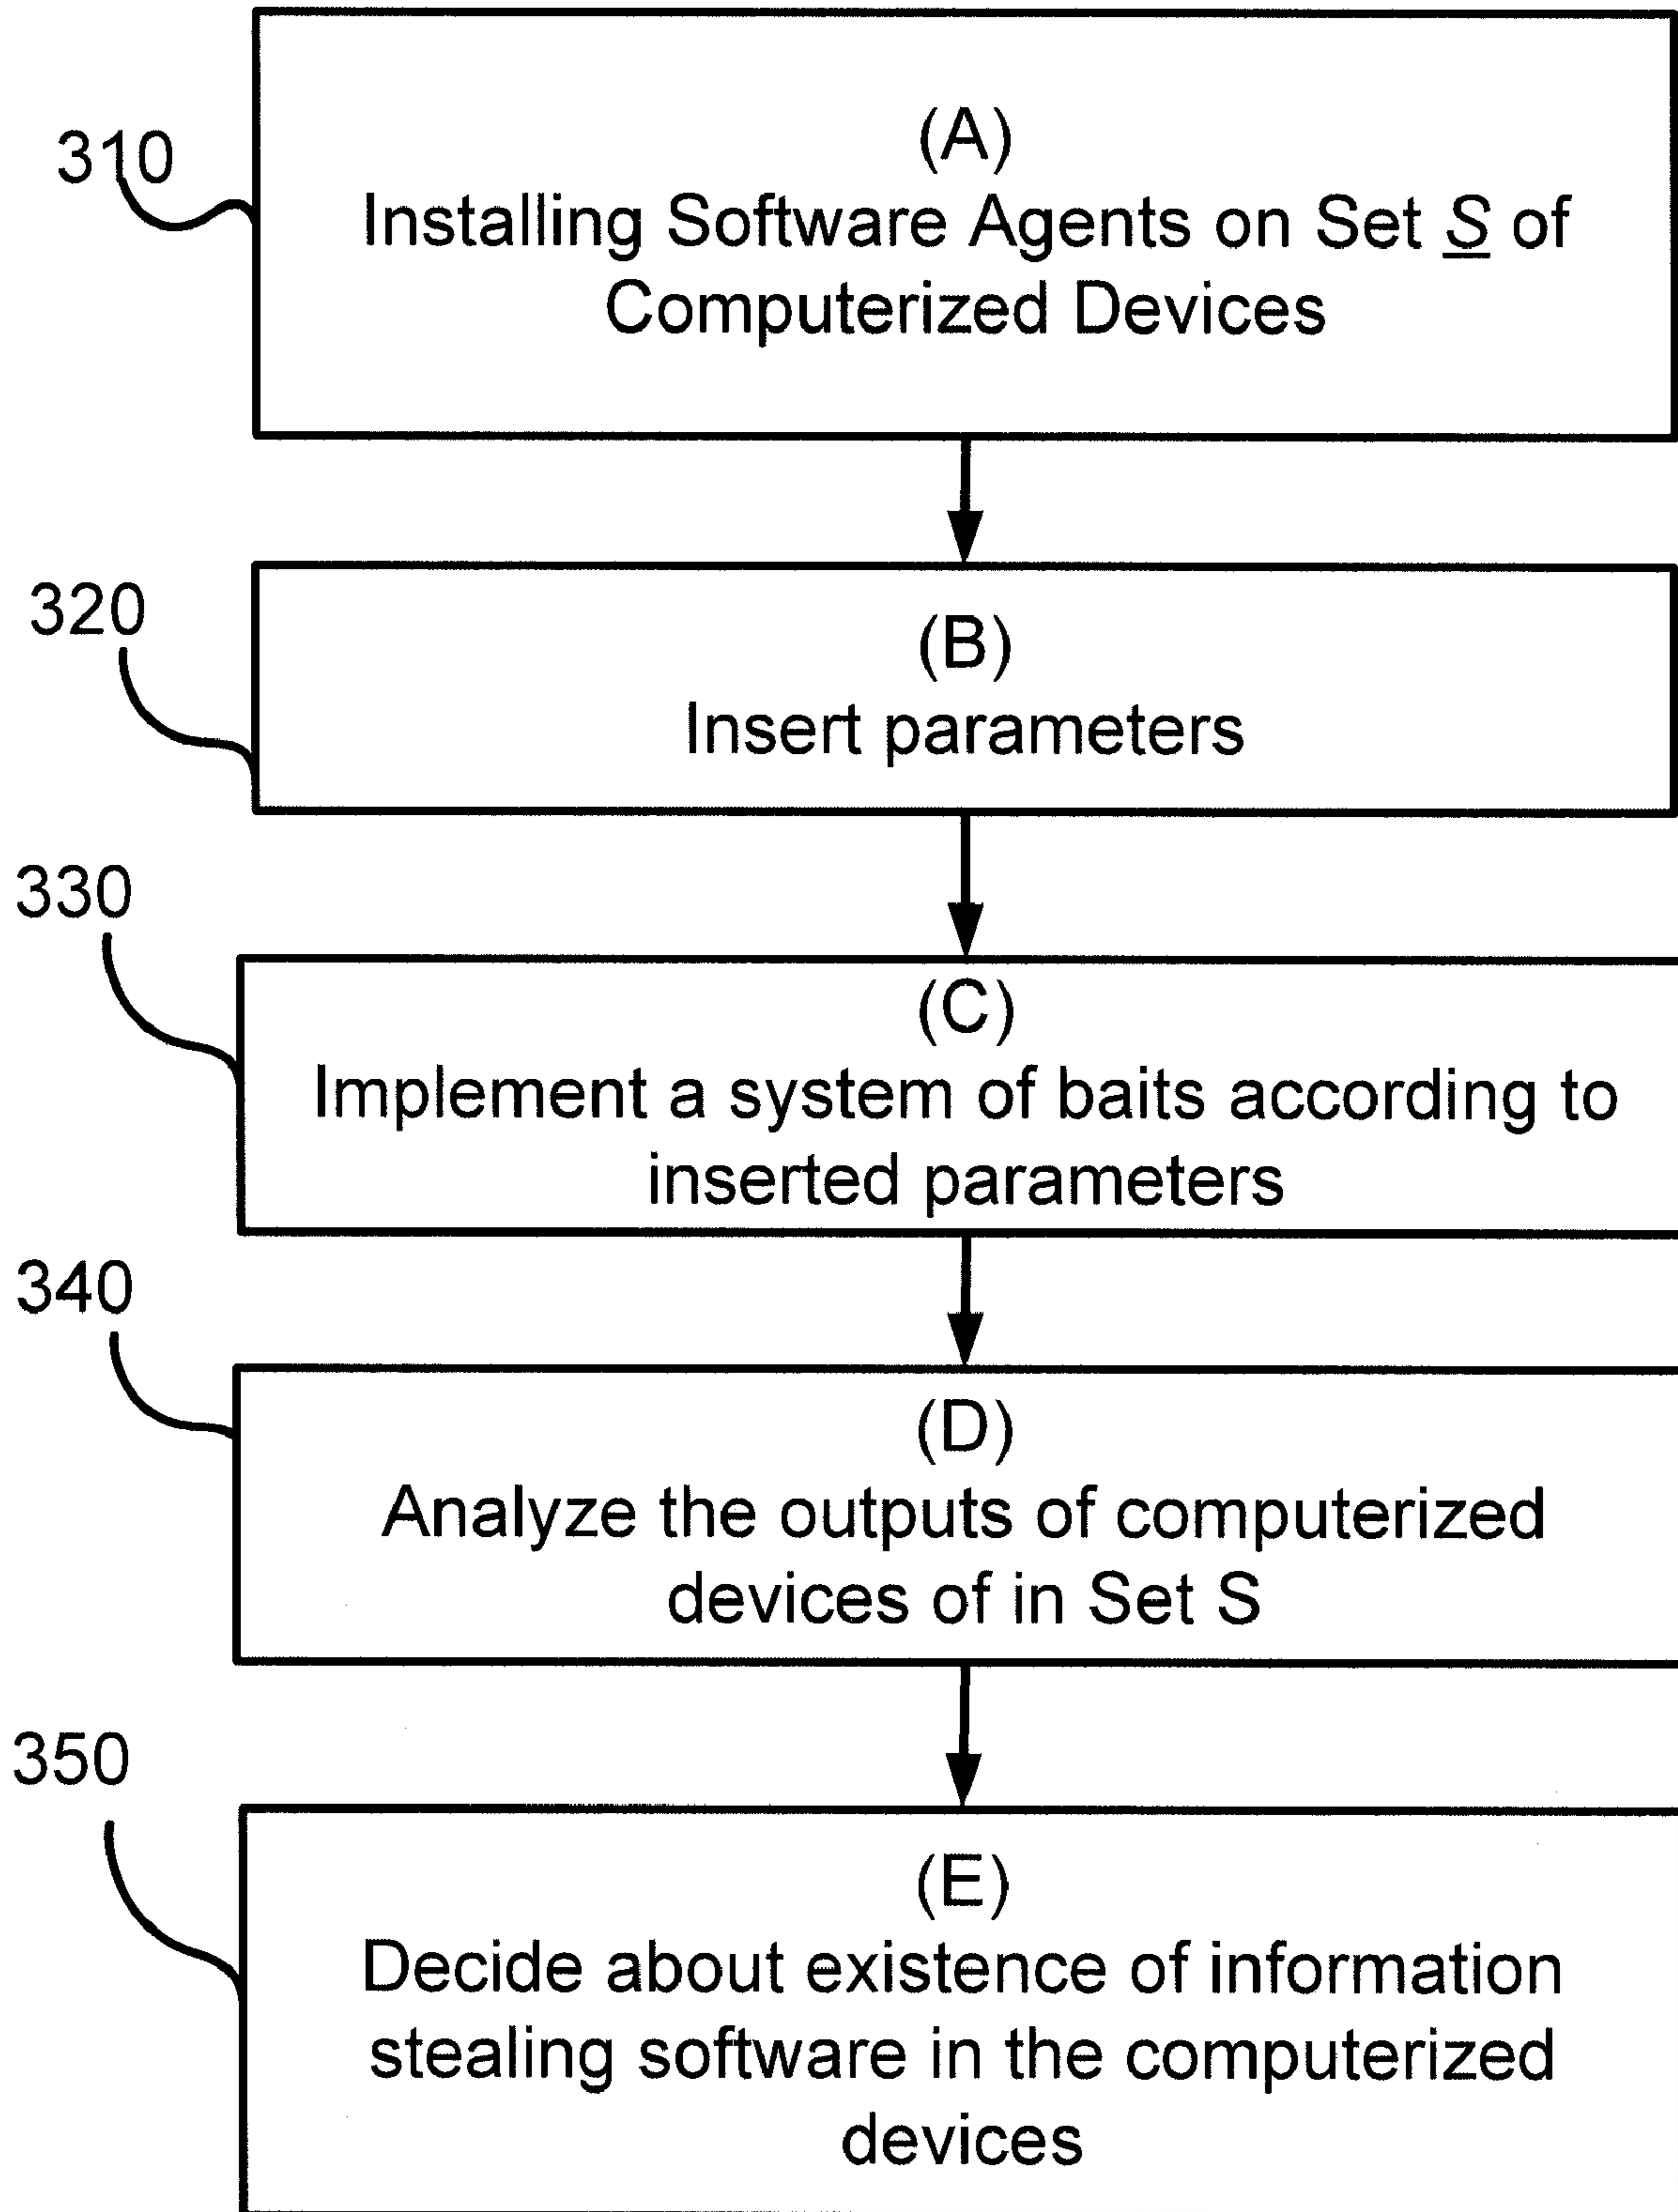 310
(A)
Installing Software Agents on Set S of
Computerized Devices
320
(B)
Insert parameters
330
(C)
Implement a system of baits according to
inserted parameters
340
(D)
Analyze the outputs of computerized
devices of in Set S
350
(E)
Decide about existence of information
stealing software in the computerized
devices